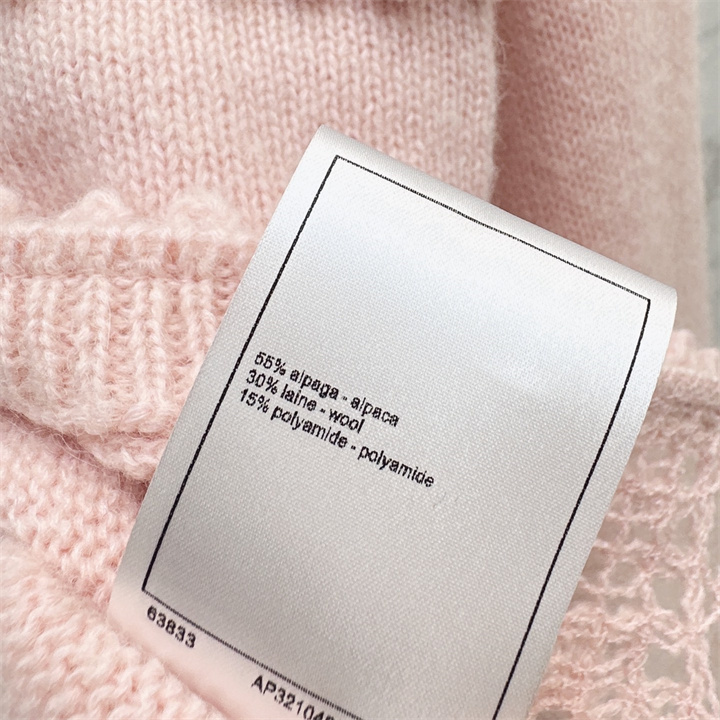 55% alpaga - alpaca
30% laine - wool
15% polyamide - polyamide
63833